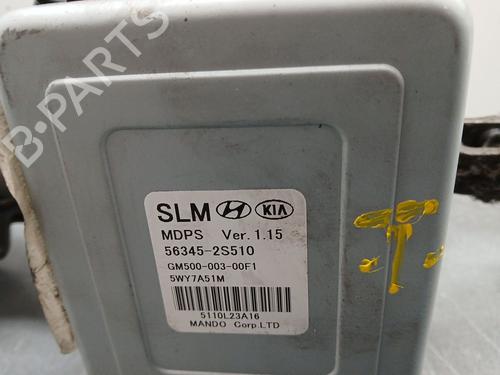 B-PARTS
SLM HYUNDAI KIA
MDPS Ver. 1.15
56345-2S510
GM500-003-00F1
5WY7A51M
5110L23A16
MANDO Corp.LTD
T